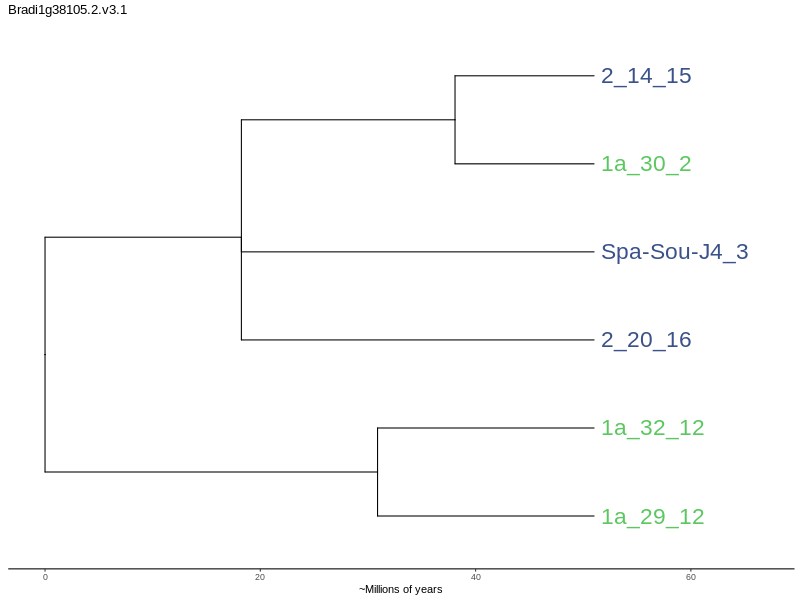 Bradi1g38105.2.v3.1
2_14_15
1a_30_2
Spa-Sou-J4_3
2_20_16
1a_32_12
1a_29_12
0 20 40 60
~Millions of years